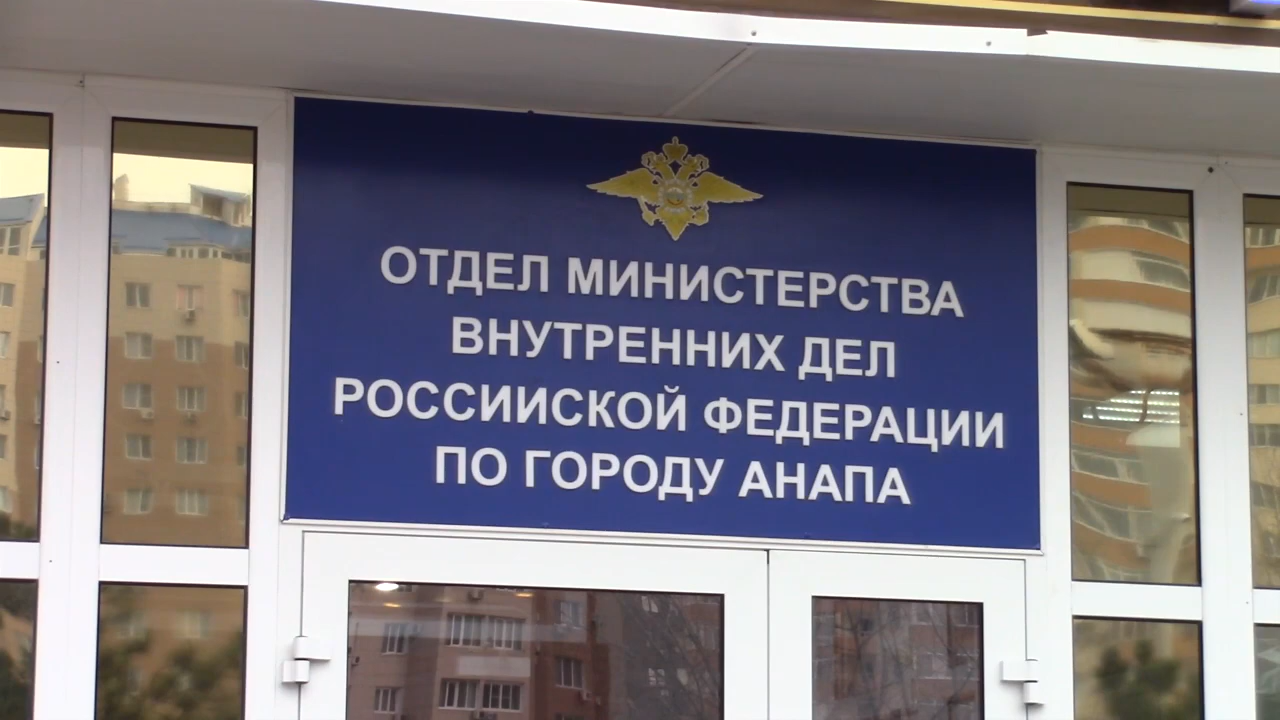 ОТДЕЛ МИНИСТЕРСТВА
ВНУТРЕННИХ ДЕЛ
РОССИИСКОЙ ФЕДЕРАЦИИ
ПО ГОРОДУ АНАПА